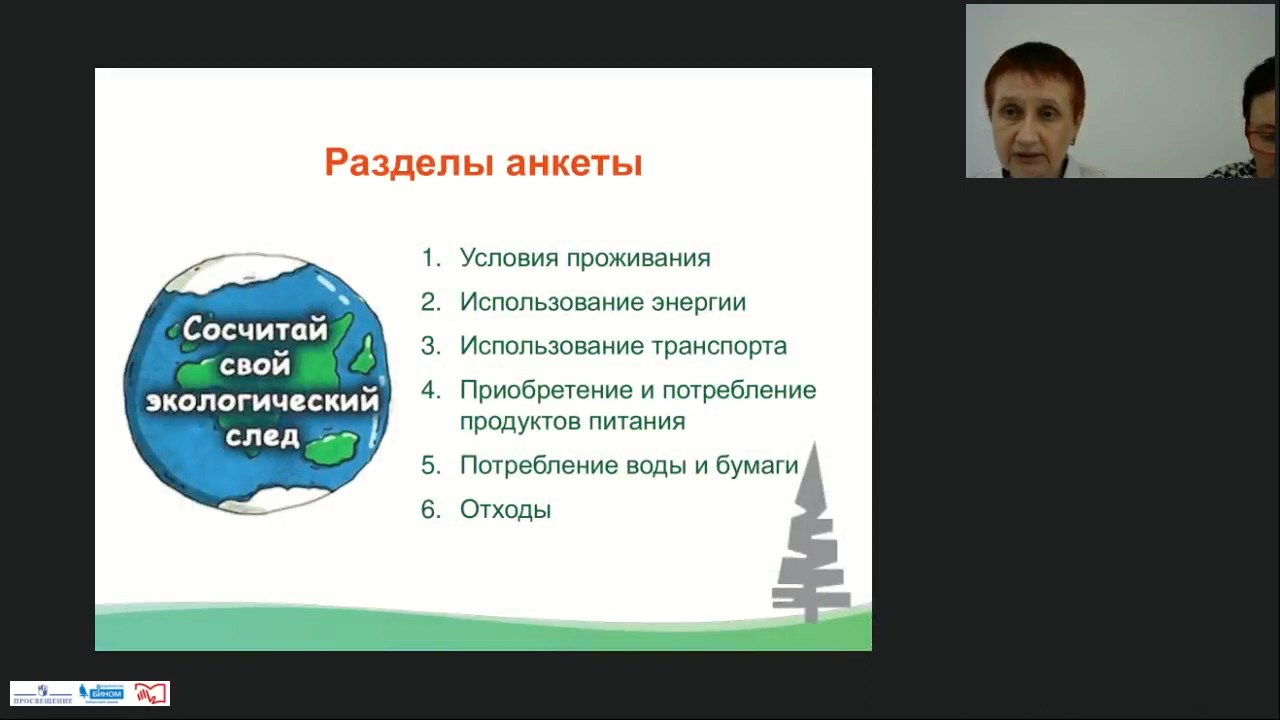 Разделы анкеты
Сосчитай
свой
экологический
след
1. Условия проживания
2. Использование энергии
3. Использование транспорта
4. Приобретение и потребление
продуктов питания
5. Потребление воды и бумаги
6. Отходы
ПРОСВЕЩЕНИЕ
БИНОМ